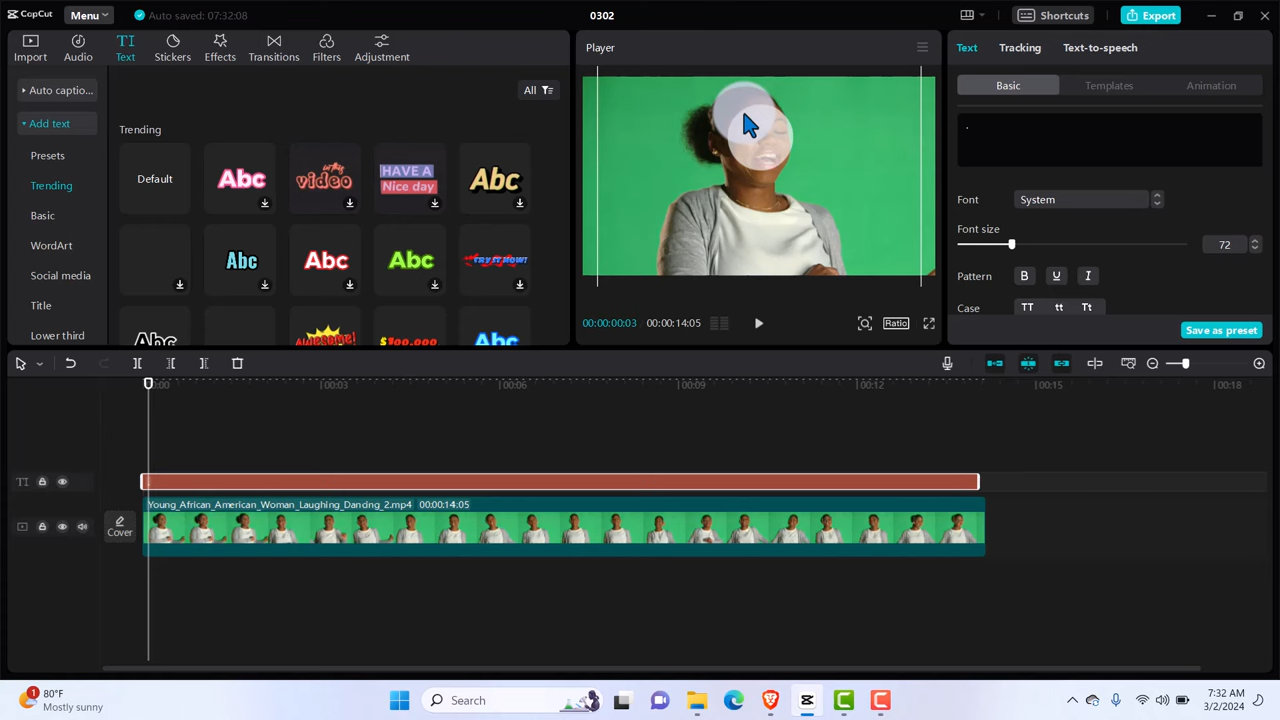 CapCut
Menu
Auto saved: 07:32:08
0302
Shortcuts
Export
Import
Audio
Text
Stickers
Effects
Transitions
Filters
Adjustment
Player
Text
Tracking
Text-to-speech
Auto captio...
All
Basic
Templates
Animation
Add text
Trending
.
Presets
Default
Abc
in this
video
HAVE A
Nice day
Abc
Trending
Font
System
Basic
Font size
72
WordArt
Abc
Abc
Abc
TRY IT NOW!
Social media
Pattern
B
U
I
Title
Case
TT
tt
Tt
Lower third
Abc
AWESOME!
$100,000
Abc
00:00:00:03
00:00:14:05
Ratio
Save as preset
00:00
00:03
00:06
00:09
00:12
00:15
00:18
TI
Young_African_American_Woman_Laughing_Dancing_2.mp4 00:00:14:05
Cover
1
80°F
Mostly sunny
Search
7:32 AM
3/2/2024